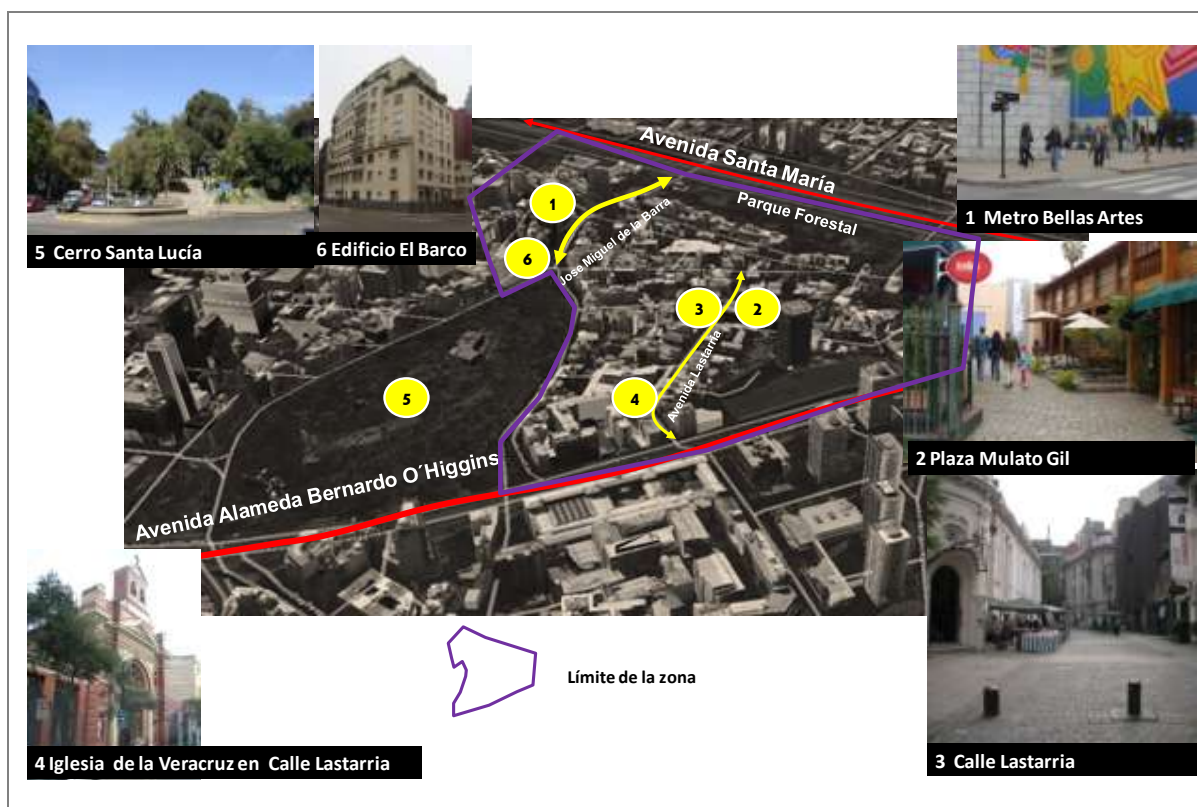 5 Cerro Santa Lucía
6 Edificio El Barco
1 Metro Bellas Artes
Avenida Santa María
Parque Forestal
Jose Miguel de la Barra
1
6
3
2
Avenida Lastarria
4
5
Avenida Alameda Bernardo O´Higgins
2 Plaza Mulato Gil
Límite de la zona
4 Iglesia de la Veracruz en Calle Lastarria
3 Calle Lastarria